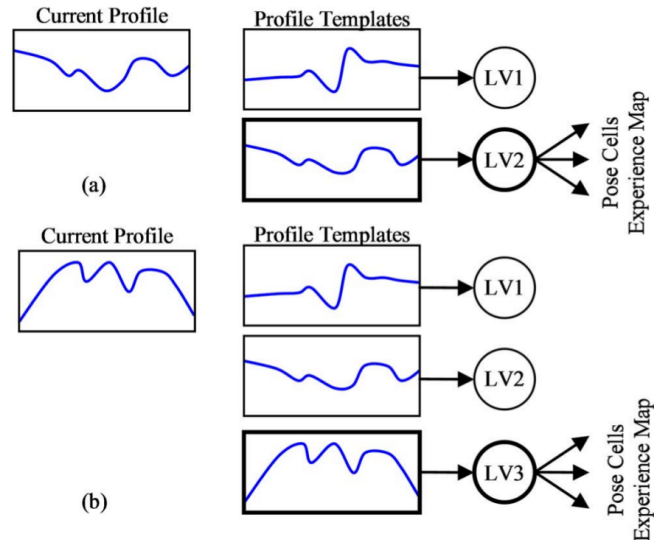 Current Profile
Profile Templates
LV1
LV2
Pose Cells
Experience Map
(a)
Current Profile
Profile Templates
LV1
LV2
LV3
Pose Cells
Experience Map
(b)